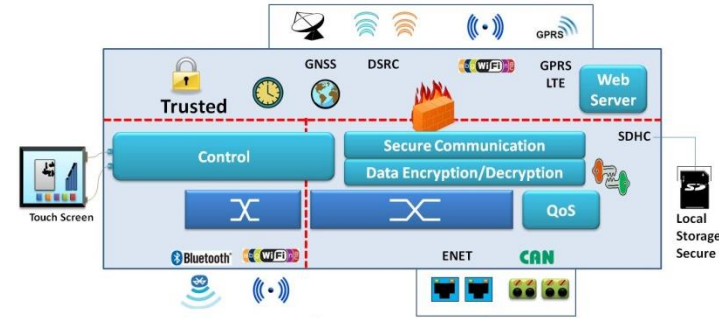 GPRS
GNSS
DSRC
WiFi
GPRS
LTE
Web
Server
Trusted
SDHC
Control
Secure Communication
Data Encryption/Decryption
Touch Screen
QoS
Local
Storage
Secure
Bluetooth
WiFi
ENET
CAN